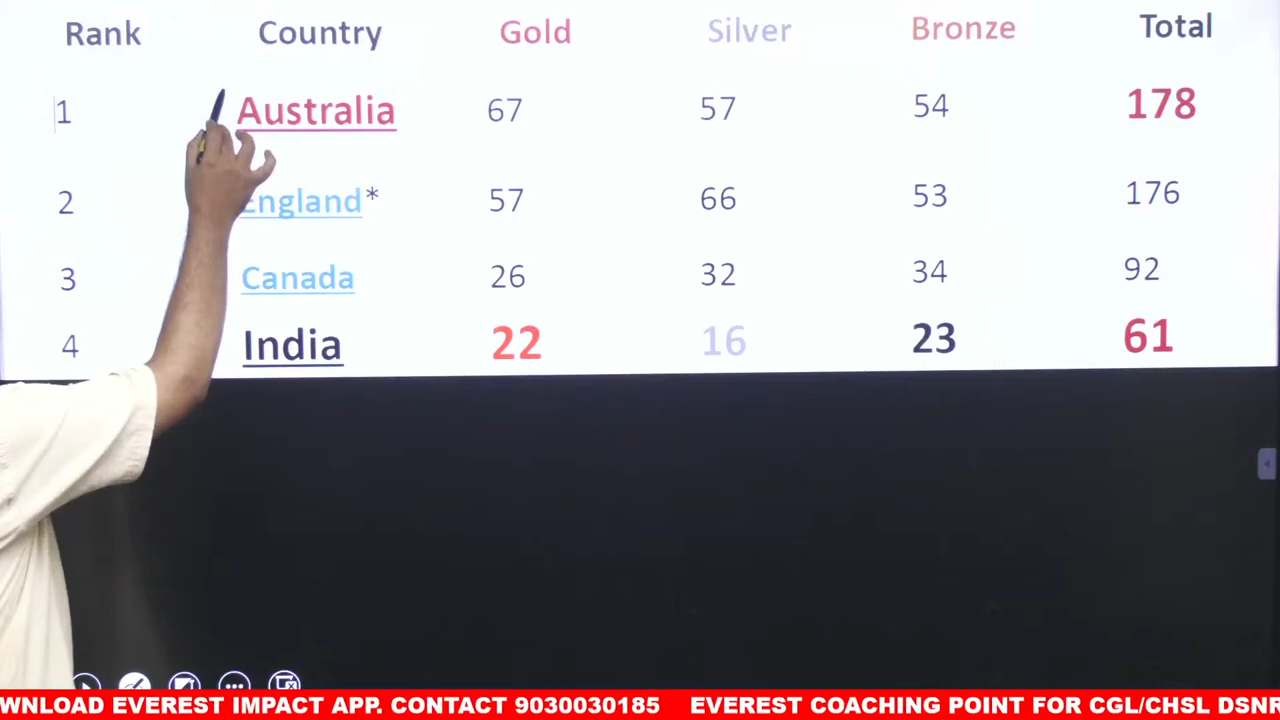 Rank Country Gold Silver Bronze Total
1 Australia 67 57 54 178
2 England* 57 66 53 176
3 Canada 26 32 34 92
4 India 22 16 23 61
WNLOAD EVEREST IMPACT APP. CONTACT 9030030185 EVEREST COACHING POINT FOR CGL/CHSL DSNR